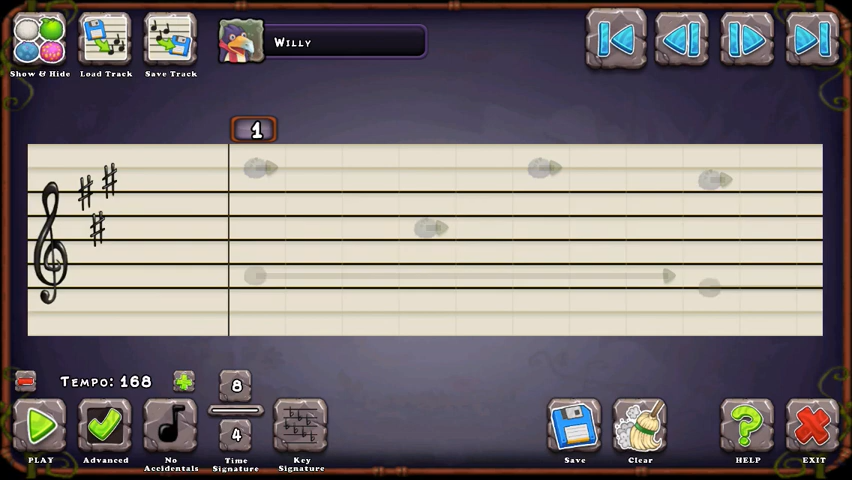 Show & Hide
Load Track
Save Track
Willy
1
Tempo: 168
8
4
PLAY
Advanced
No
Accidentals
Time
Signature
Key
Signature
Save
Clear
HELP
EXIT